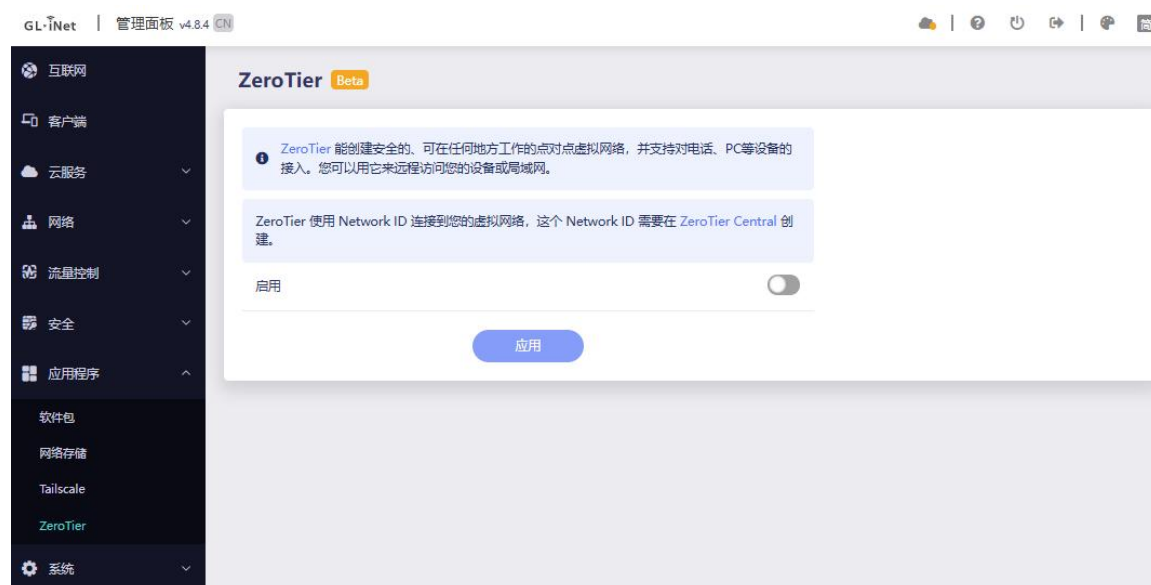 GL·iNet | 管理面板 v4.8.4 CN
简
互联网
客户端
云服务
网络
流量控制
安全
应用程序
软件包
网络存储
Tailscale
ZeroTier
系统
ZeroTier Beta
ZeroTier 能创建安全的、可在任何地方工作的点对点虚拟网络，并支持对电话、PC等设备的
接入。您可以用它来远程访问您的设备或局域网。
ZeroTier 使用 Network ID 连接到您的虚拟网络，这个 Network ID 需要在 ZeroTier Central 创
建。
启用
应用